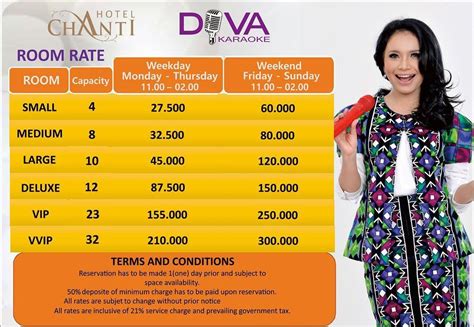 HOTEL
CHANTI
DIVA
KARAOKE
ROOM RATE
ROOM Capacity Weekday Monday - Thursday 11.00 – 02.00 Weekend Friday - Sunday 11.00 – 02.00
SMALL 4 27.500 60.000
MEDIUM 8 32.500 80.000
LARGE 10 45.000 120.000
DELUXE 12 87.500 150.000
VIP 23 155.000 250.000
VVIP 32 210.000 300.000
TERMS AND CONDITIONS
Reservation has to be made 1(one) day prior and subject to
space availability.
50% deposite of minimum charge has to be paid upon reservation.
All rates are subjet to change without prior notice
All rates are inclusive of 21% service charge and prevailing government tax.